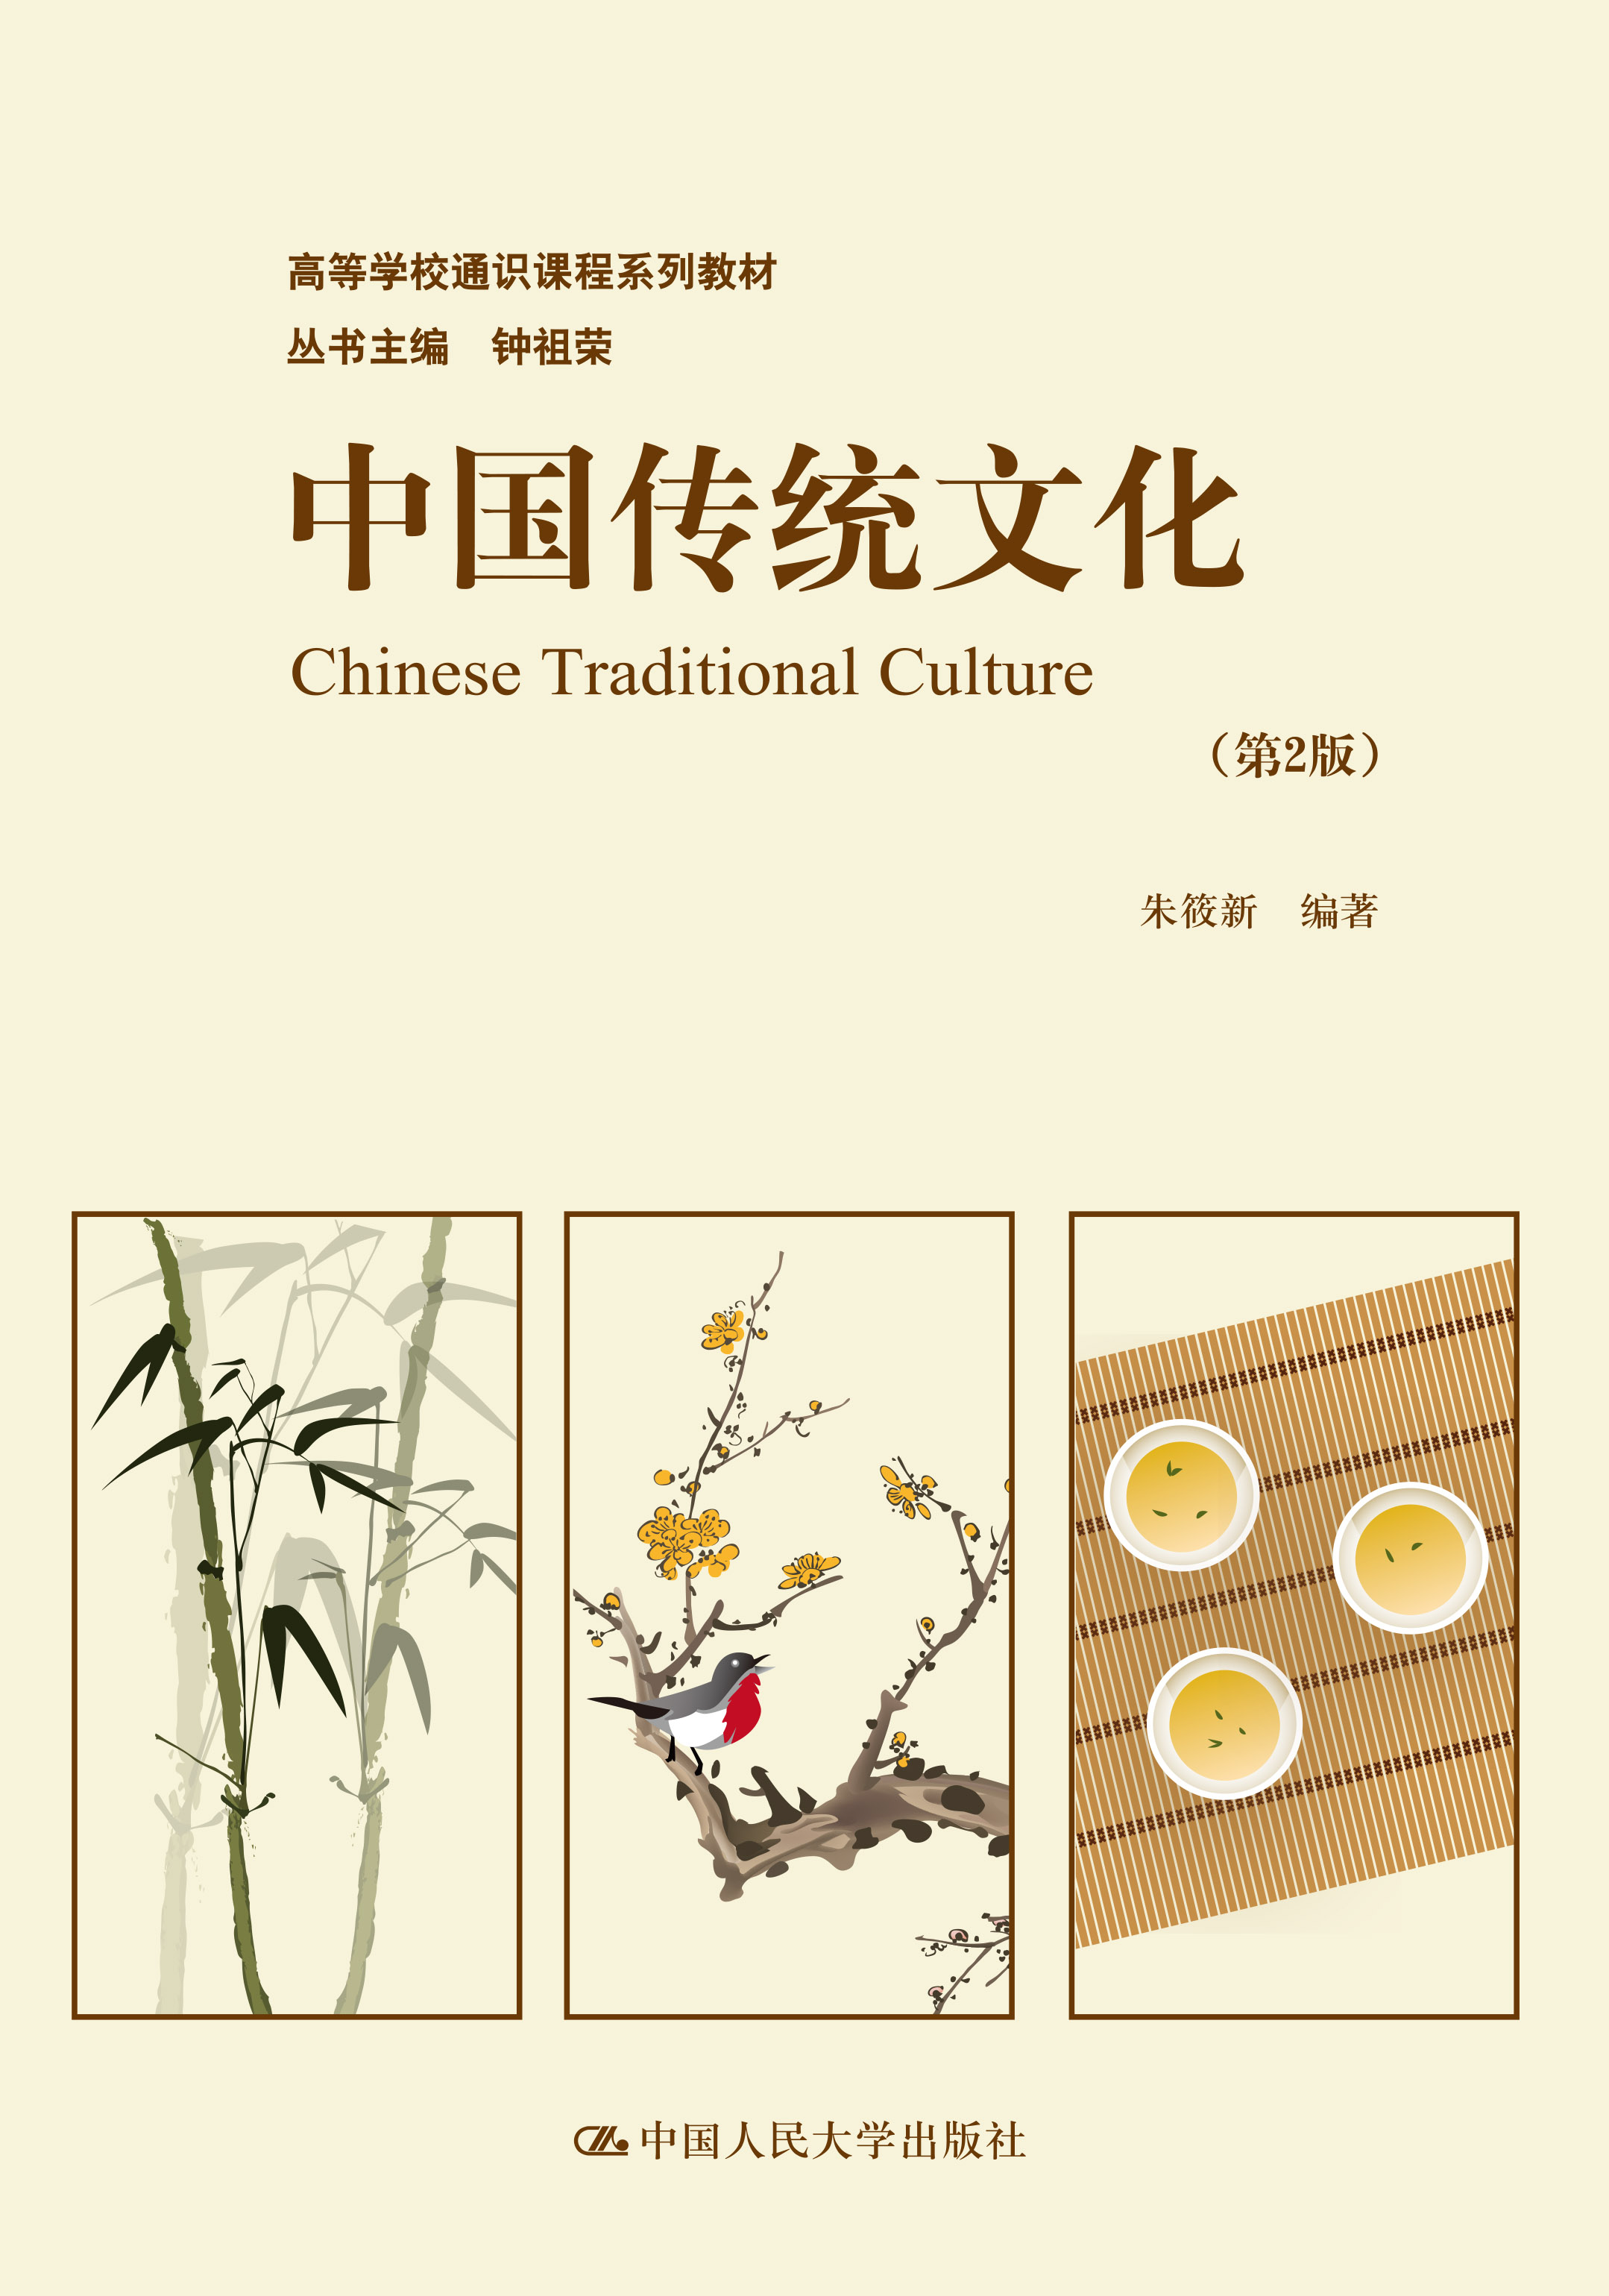 高等学校通识课程系列教材
丛书主编　钟祖荣
中国传统文化
Chinese Traditional Culture
（第2版）
朱筱新　编著
中国人民大学出版社